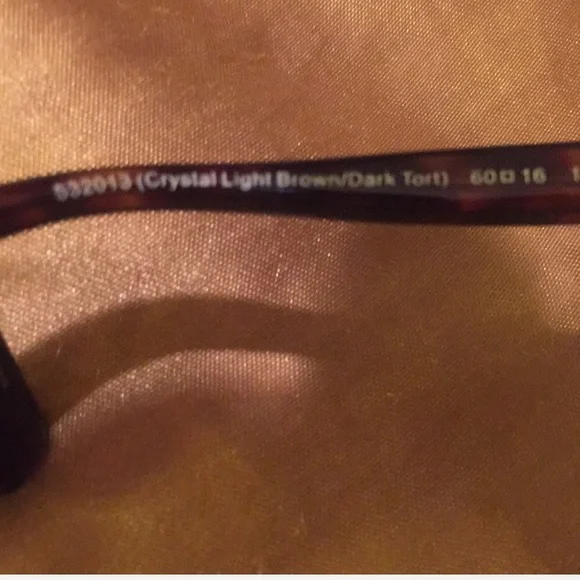 532013 (Crystal Light Brown/Dark Tort) 60□16